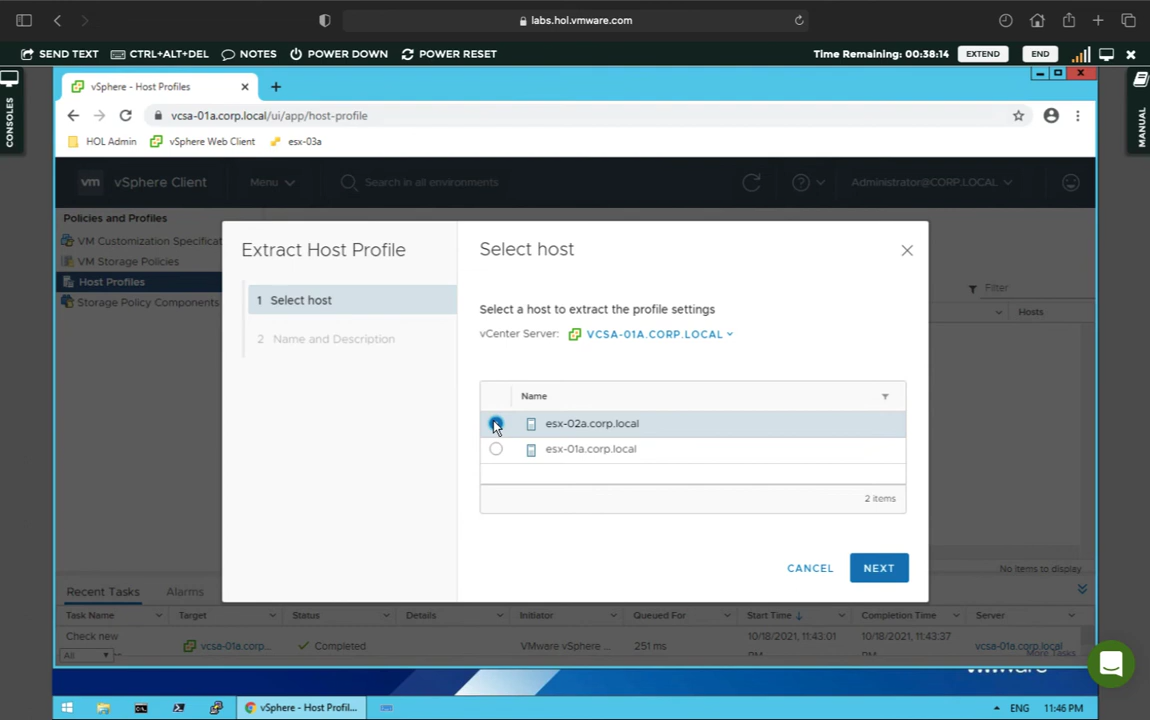 labs.hol.vmware.com
SEND TEXT CTRL+ALT+DEL NOTES POWER DOWN POWER RESET Time Remaining: 00:38:14 EXTEND END
CONSOLES
MANUAL
vSphere - Host Profiles
vcsa-01a.corp.local/ui/app/host-profile
HOL Admin vSphere Web Client esx-03a
vm vSphere Client Menu Search in all environments Administrator@CORP.LOCAL
Policies and Profiles
VM Customization Specificat
VM Storage Policies
Host Profiles
Storage Policy Components
Filter
Hosts
No items to display
Extract Host Profile
1 Select host
2 Name and Description
Select host
Select a host to extract the profile settings
vCenter Server: VCSA-01A.CORP.LOCAL
Name
esx-02a.corp.local
esx-01a.corp.local
2 items
CANCEL NEXT
Recent Tasks Alarms
Task Name Target Status Details Initiator Queued For Start Time Completion Time Server
Check new vcsa-01a.corp... Completed VMware vSphere ... 251 ms 10/18/2021, 11:43:01 10/18/2021, 11:43:37 vcsa-01a.corp.local
All More Tasks
vSphere - Host Profil... ENG 11:46 PM